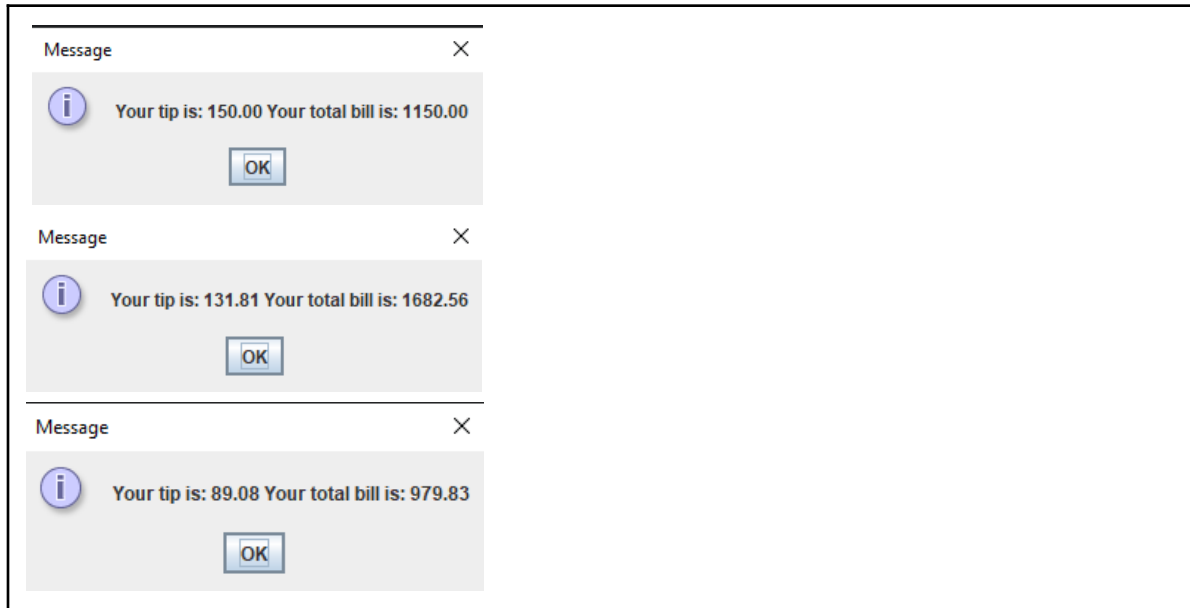 Message
Your tip is: 150.00 Your total bill is: 1150.00
OK
Message
Your tip is: 131.81 Your total bill is: 1682.56
OK
Message
Your tip is: 89.08 Your total bill is: 979.83
OK